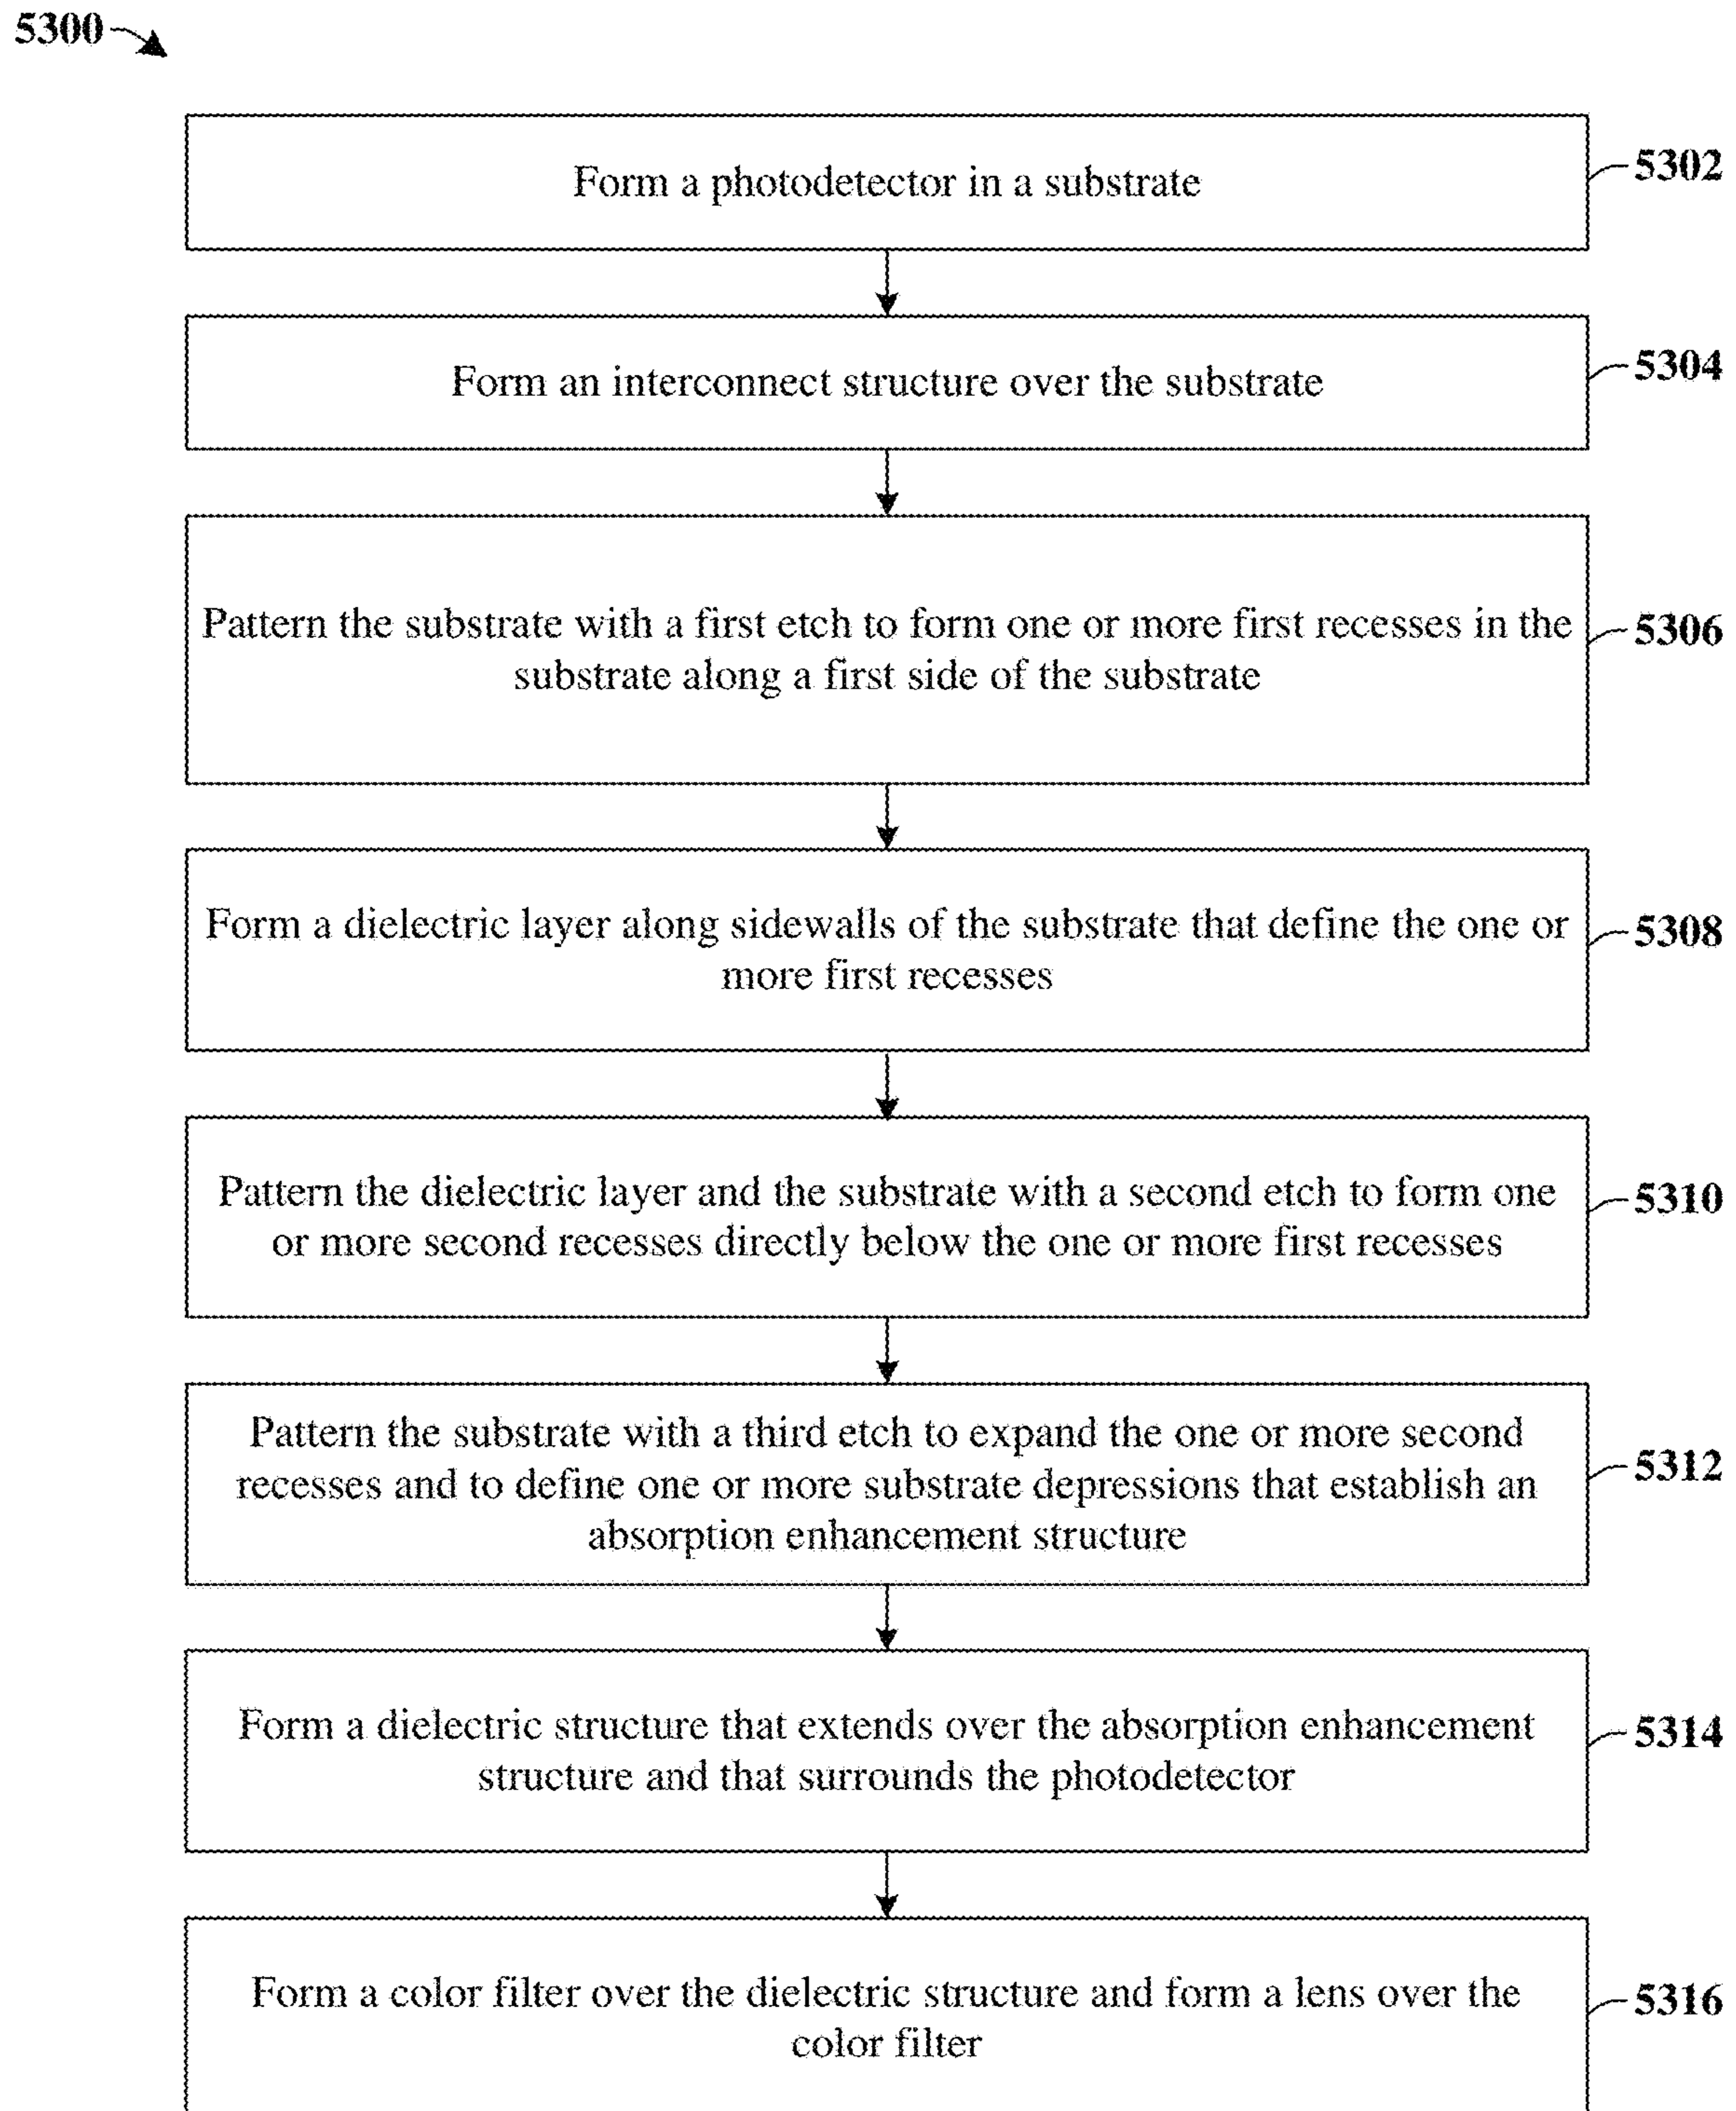 5300
Form a photodetector in a substrate
5302
Form an interconnect structure over the substrate
5304
Pattern the substrate with a first etch to form one or more first recesses in the
substrate along a first side of the substrate
5306
Form a dielectric layer along sidewalls of the substrate that define the one or
more first recesses
5308
Pattern the dielectric layer and the substrate with a second etch to form one
or more second recesses directly below the one or more first recesses
5310
Pattern the substrate with a third etch to expand the one or more second
recesses and to define one or more substrate depressions that establish an
absorption enhancement structure
5312
Form a dielectric structure that extends over the absorption enhancement
structure and that surrounds the photodetector
5314
Form a color filter over the dielectric structure and form a lens over the
color filter
5316